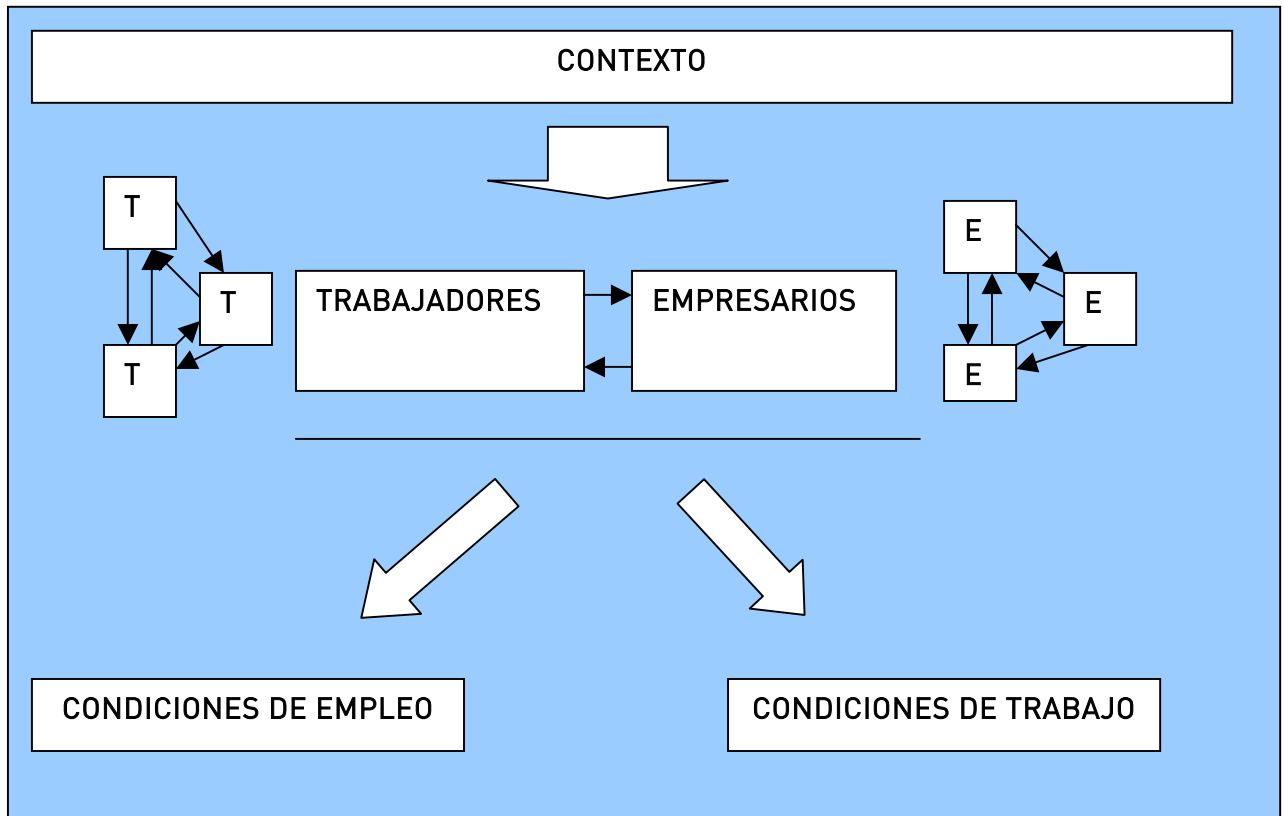 CONTEXTO
T
T
T
TRABAJADORES
EMPRESARIOS
E
E
E
CONDICIONES DE EMPLEO
CONDICIONES DE TRABAJO